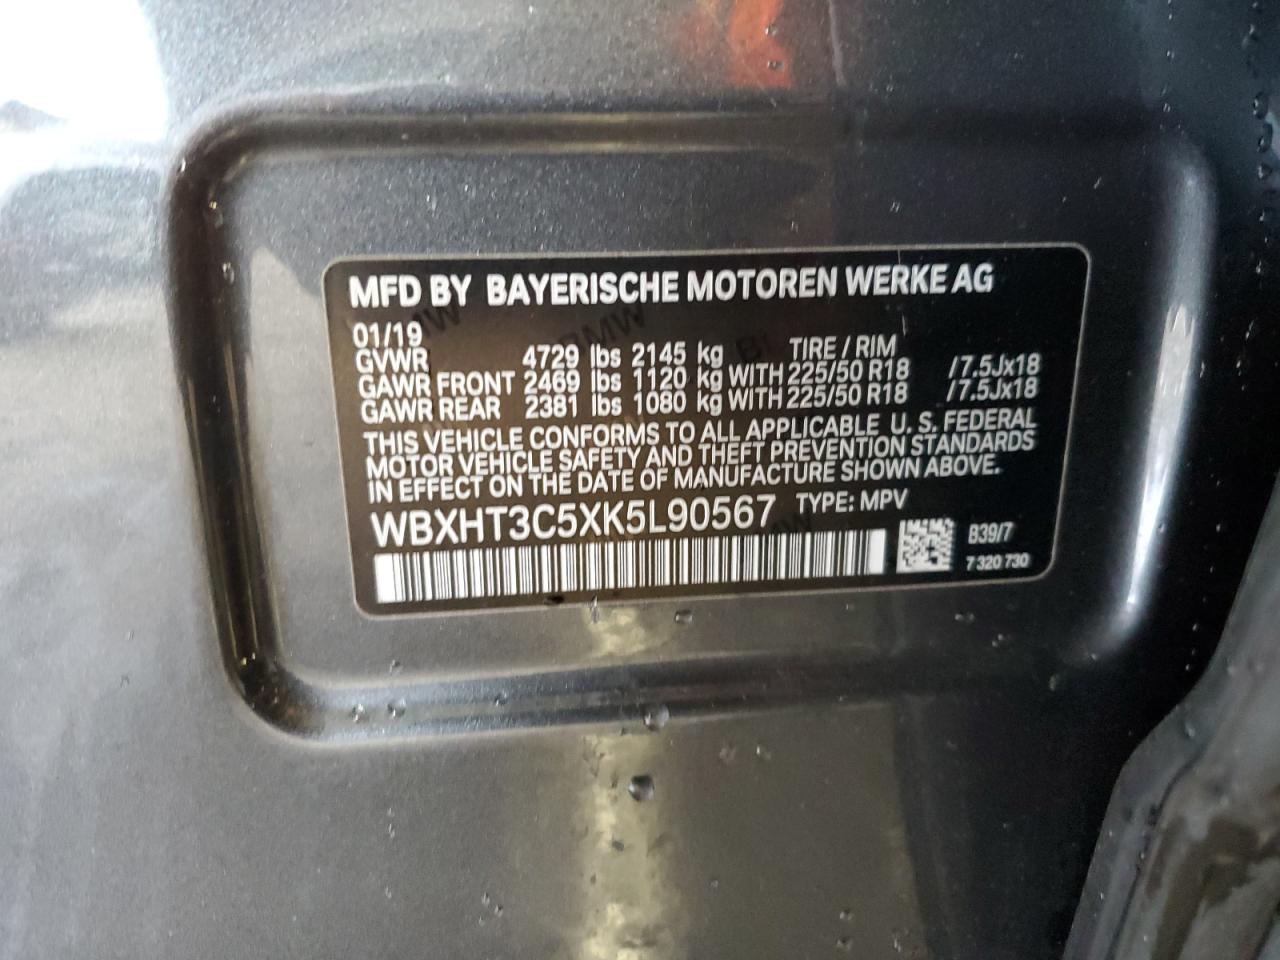 MFD BY BAYERISCHE MOTOREN WERKE AG
01/19
GVWR 4729 lbs 2145 kg TIRE / RIM
GAWR FRONT 2469 lbs 1120 kg WITH 225/50 R18 /7.5Jx18
GAWR REAR 2381 lbs 1080 kg WITH 225/50 R18 /7.5Jx18
THIS VEHICLE CONFORMS TO ALL APPLICABLE U. S. FEDERAL
MOTOR VEHICLE SAFETY AND THEFT PREVENTION STANDARDS
IN EFFECT ON THE DATE OF MANUFACTURE SHOWN ABOVE.
WBXHT3C5XK5L90567 TYPE: MPV
B39/7
7 320 730